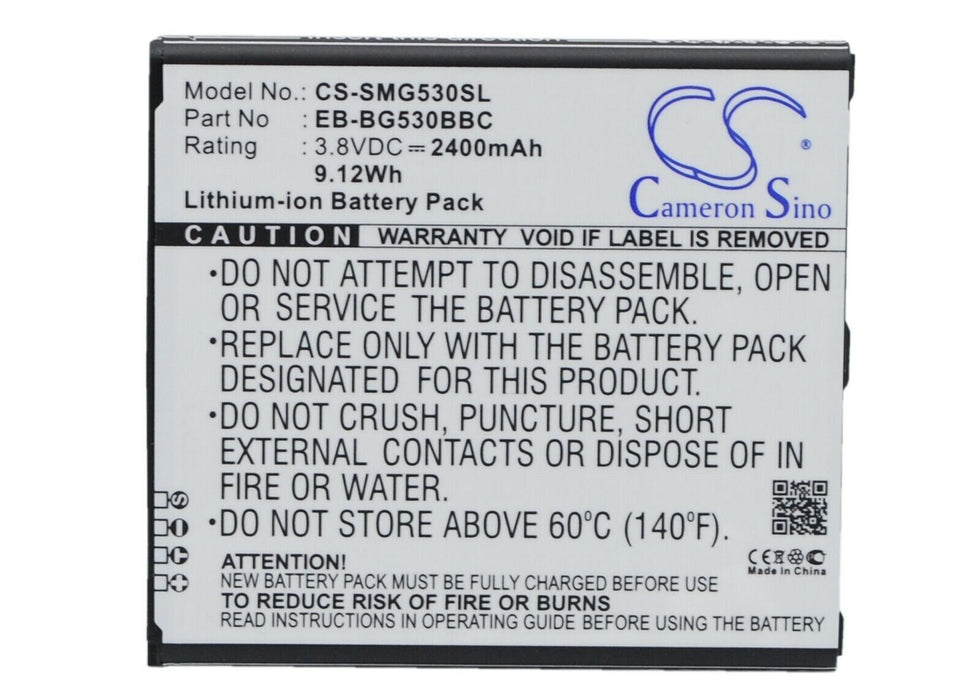 Insert this direction
Model No.: CS-SMG530SL
Part No : EB-BG530BBC
Rating : 3.8VDC ⎓ 2400mAh
9.12Wh
Lithium-ion Battery Pack
CS ®
Cameron Sino
CAUTION WARRANTY VOID IF LABEL IS REMOVED
•DO NOT ATTEMPT TO DISASSEMBLE, OPEN
OR SERVICE THE BATTERY PACK.
•REPLACE ONLY WITH THE BATTERY PACK
DESIGNATED FOR THIS PRODUCT.
•DO NOT CRUSH, PUNCTURE, SHORT
EXTERNAL CONTACTS OR DISPOSE OF IN
FIRE OR WATER.
•DO NOT STORE ABOVE 60°C (140°F).
ATTENTION!
NEW BATTERY PACK MUST BE FULLY CHARGED BEFORE USE
TO REDUCE RISK OF FIRE OR BURNS
READ INSTRUCTIONS IN OPERATING GUIDE BEFORE USING THE BATTERY
CE
Made in China
S
I
C
+